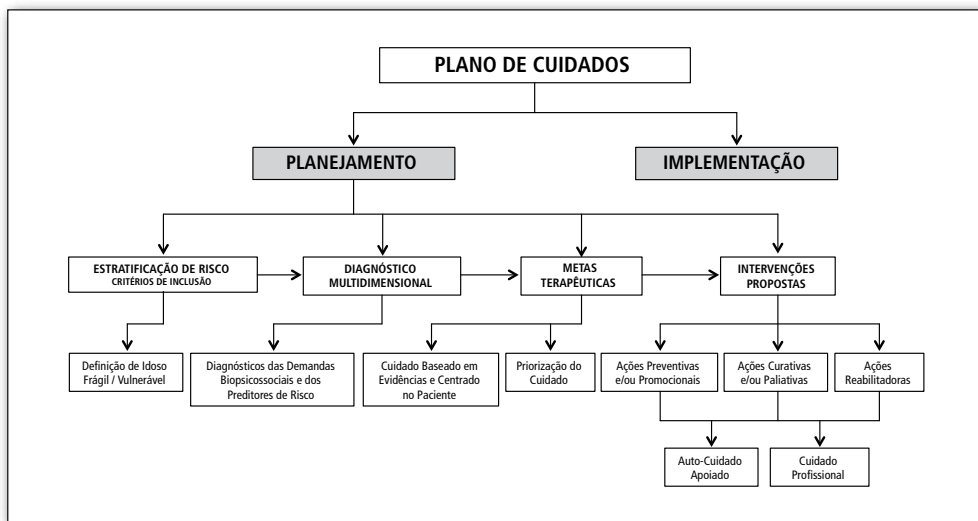 PLANO DE CUIDADOS
PLANEJAMENTO
IMPLEMENTAÇÃO
ESTRATIFICAÇÃO DE RISCO
CRITÉRIOS DE INCLUSÃO
DIAGNÓSTICO
MULTIDIMENSIONAL
METAS
TERAPÊUTICAS
INTERVENÇÕES
PROPOSTAS
Definição de Idoso
Frágil / Vulnerável
Diagnósticos das Demandas
Biopsicossociais e dos
Preditores de Risco
Cuidado Baseado em
Evidências e Centrado
no Paciente
Priorização do
Cuidado
Ações Preventivas
e/ou Promocionais
Ações Curativas
e/ou Paliativas
Ações
Reabilitadoras
Auto-Cuidado
Apoiado
Cuidado
Profissional